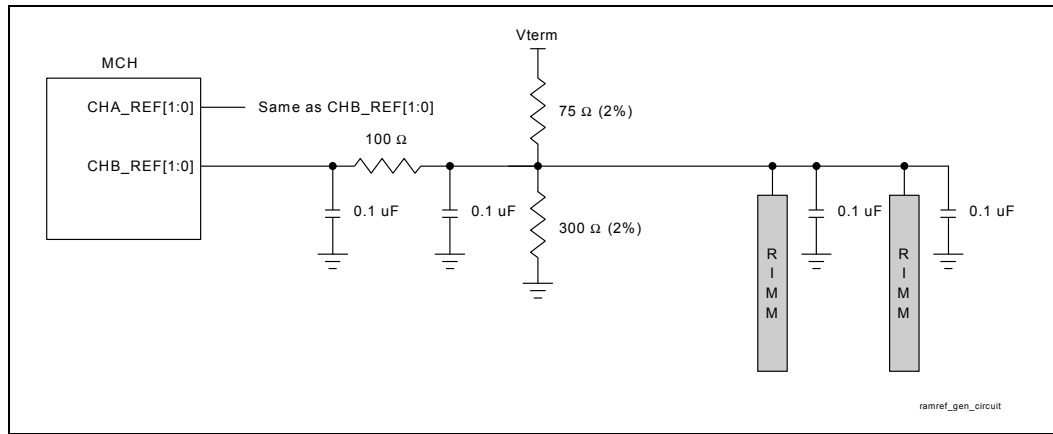 Vterm
MCH
CHA_REF[1:0]
Same as CHB_REF[1:0]
75 Ω (2%)
100 Ω
CHB_REF[1:0]
0.1 uF
0.1 uF
300 Ω (2%)
0.1 uF
0.1 uF
R
I
M
M
R
I
M
M
ramref_gen_circuit